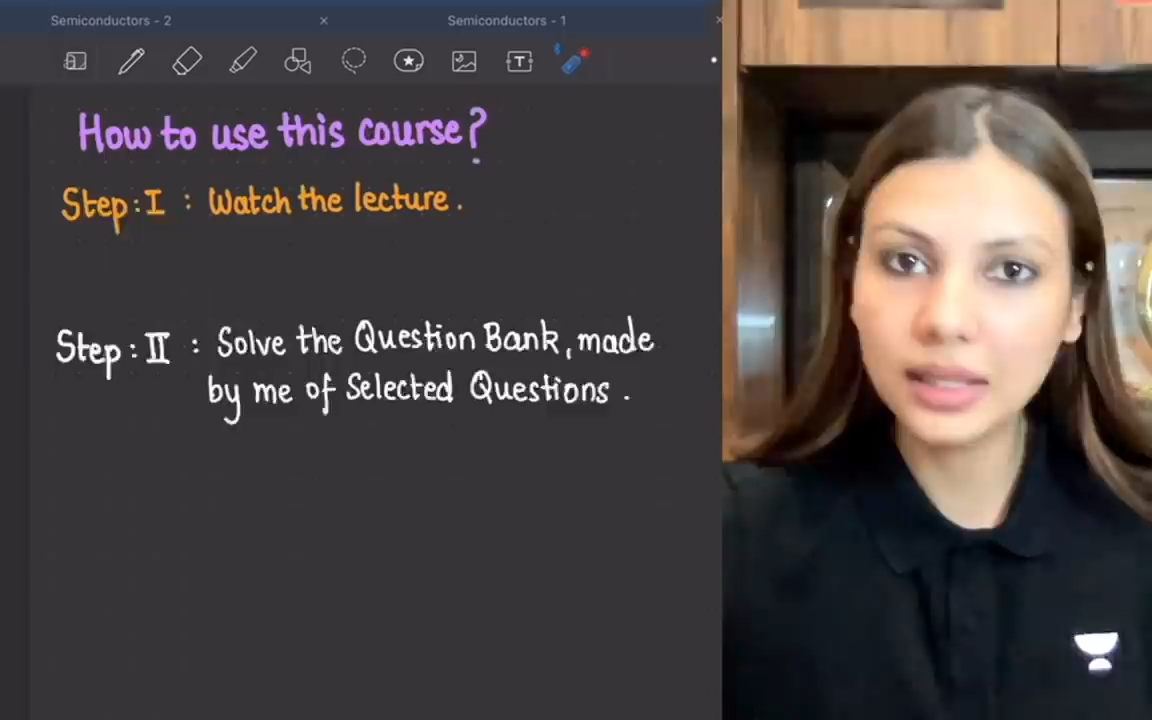 Semiconductors - 2
Semiconductors - 1
T
How to use this course?
Step : I : Watch the lecture.
Step : II : Solve the Question Bank, made
by me of Selected Questions.